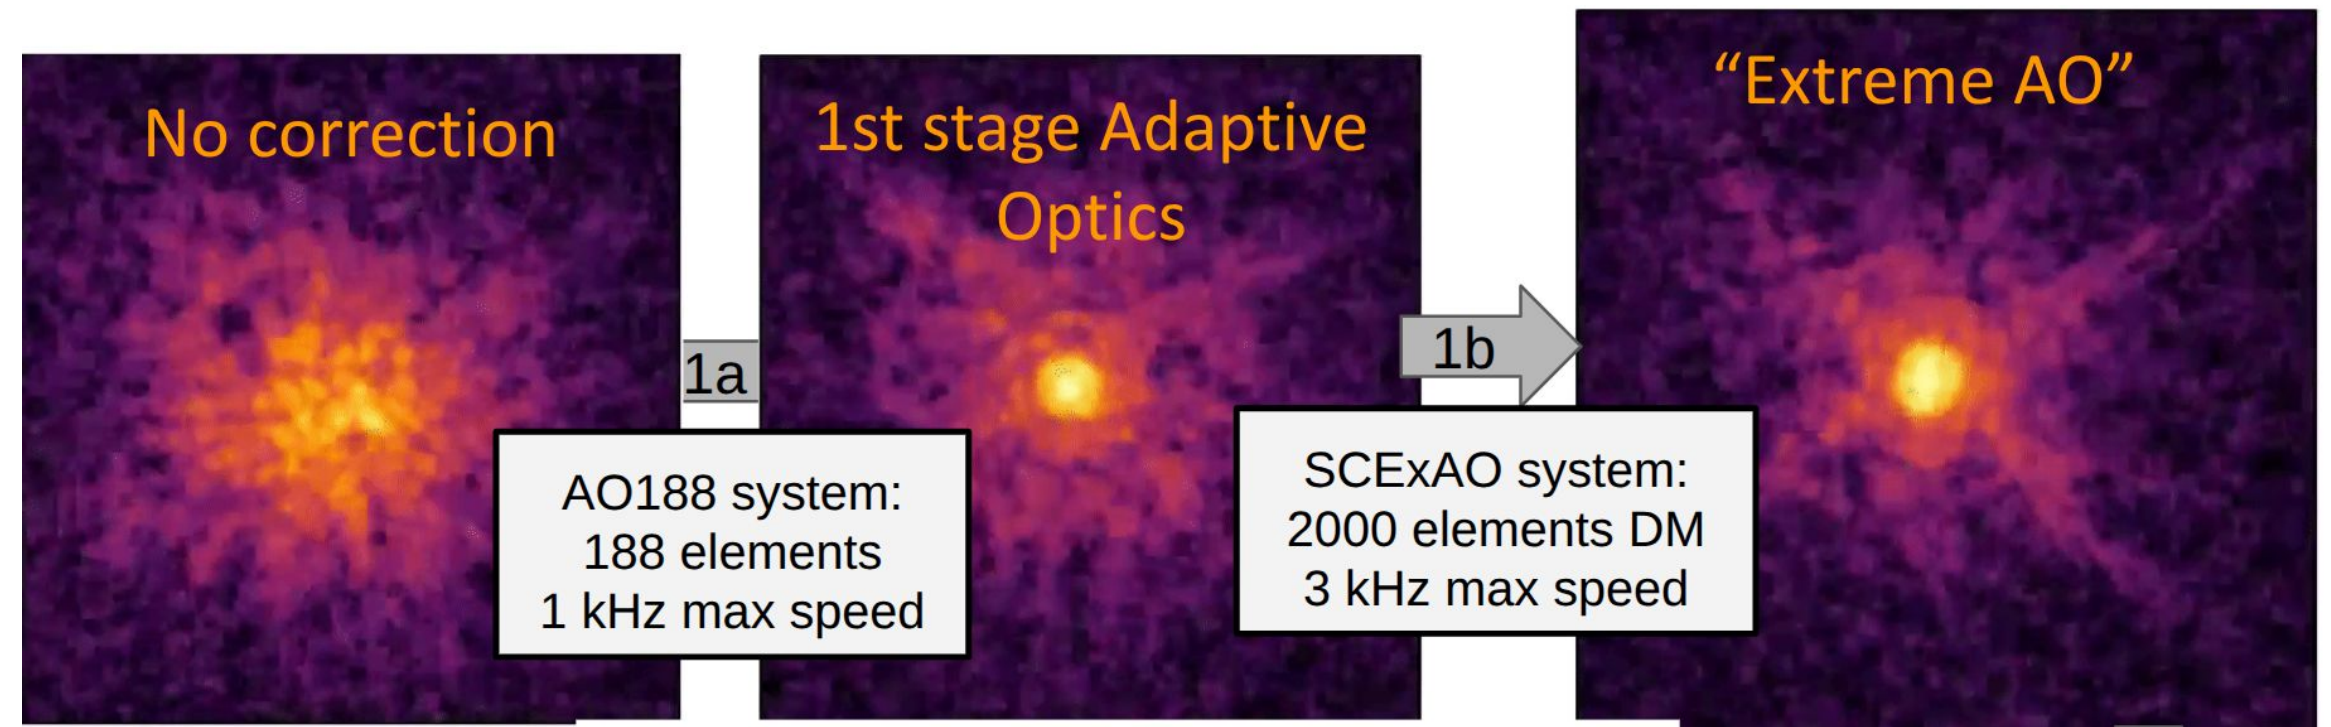 No correction
1st stage Adaptive
Optics
“Extreme AO”
1a
1b
AO188 system:
188 elements
1 kHz max speed
SCExAO system:
2000 elements DM
3 kHz max speed